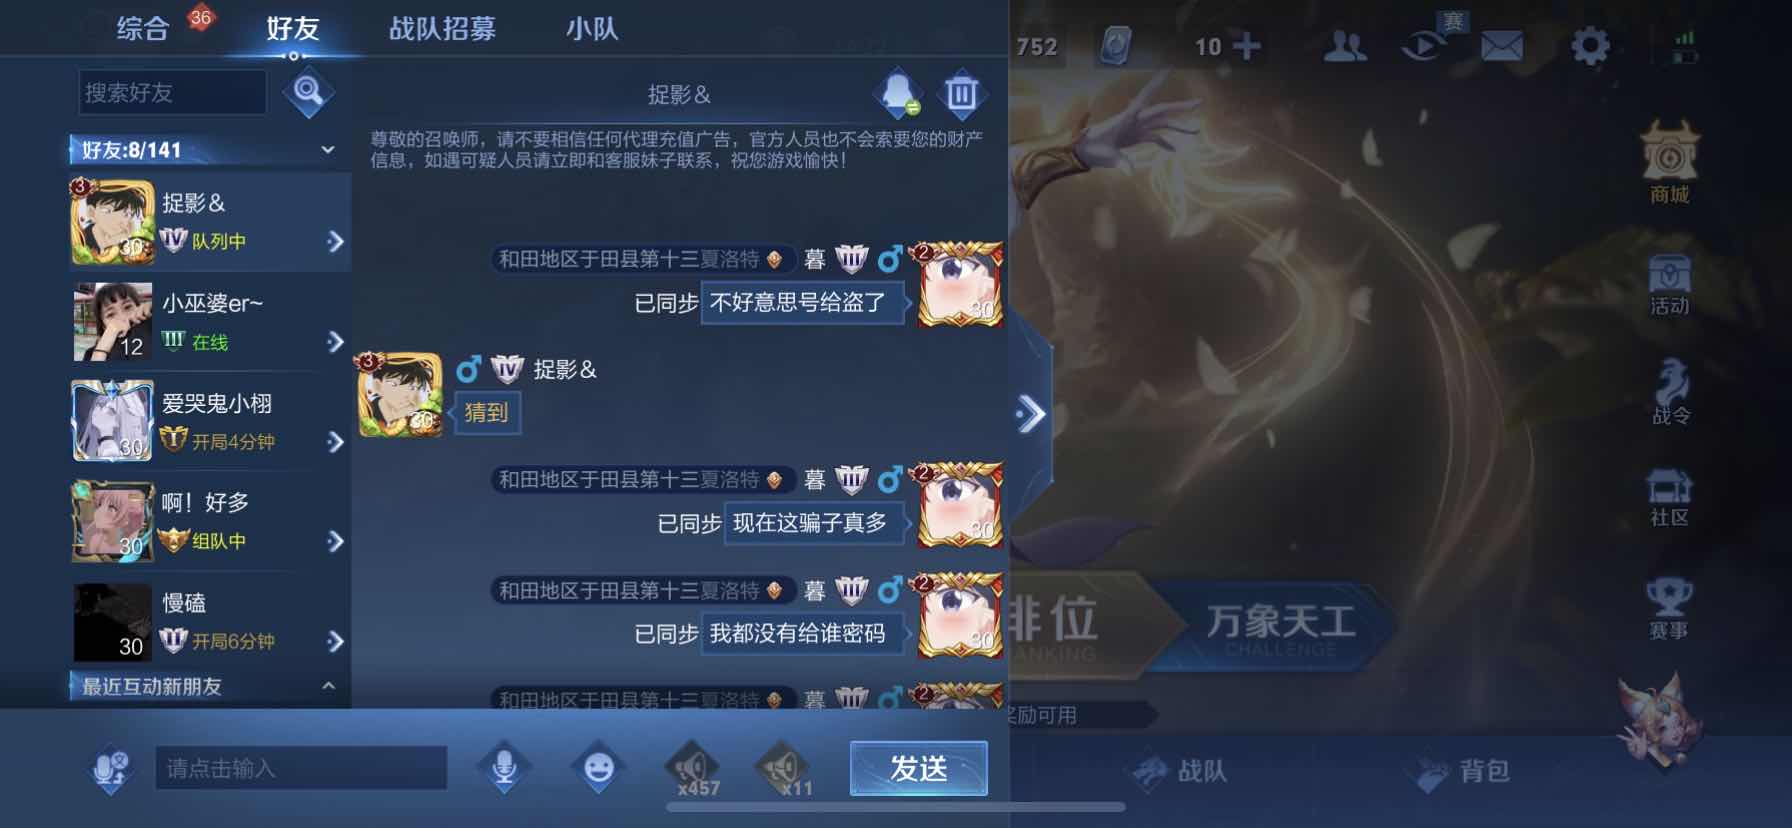 综合
36
好友
战队招募
小队
752
10
赛
搜索好友
捉影&
好友:8/141
尊敬的召唤师，请不要相信任何代理充值广告，官方人员也不会索要您的财产
信息，如遇可疑人员请立即和客服妹子联系，祝您游戏愉快！
3
捉影&
30
IV
队列中
小巫婆er~
12
III
在线
爱哭鬼小栩
30
I
开局4分钟
啊！好多
30
组队中
慢磕
30
II
开局6分钟
最近互动新朋友
和田地区于田县第十三夏洛特
暮
III
2
已同步
不好意思号给盗了
30
3
IV
捉影&
30
猜到
和田地区于田县第十三夏洛特
暮
III
2
已同步
现在这骗子真多
30
和田地区于田县第十三夏洛特
暮
III
2
已同步
我都没有给谁密码
30
和田地区于田县第十三夏洛特
暮
III
2
请点击输入
x457
x11
发送
商城
活动
战令
社区
赛事
排位
RANKING
万象天工
CHALLENGE
奖励可用
战队
背包